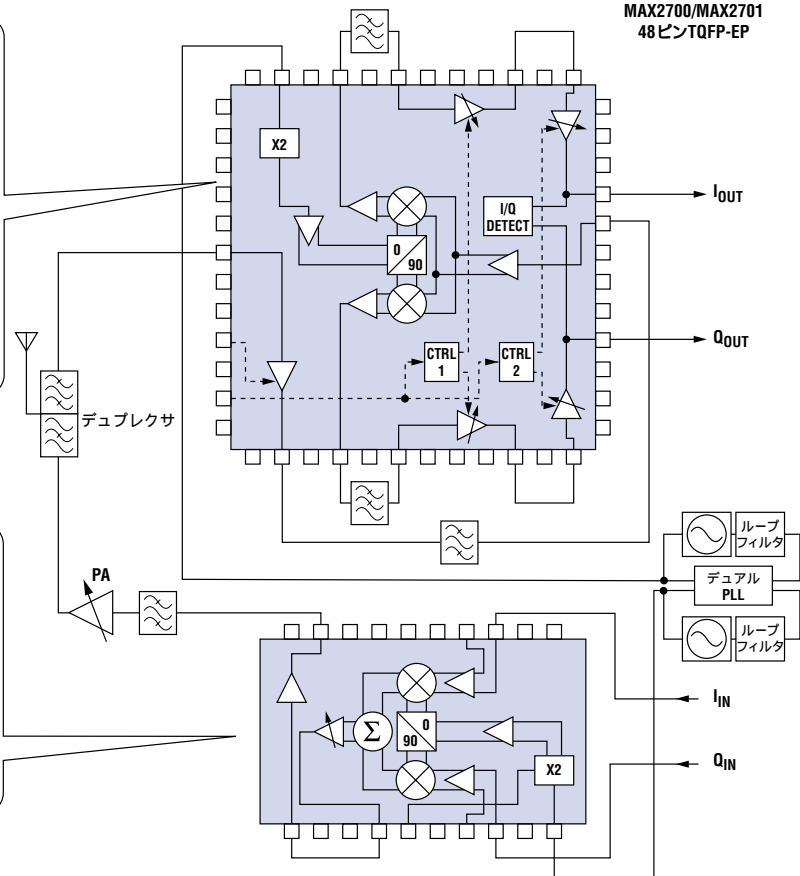 MAX2700/MAX2701
48ピンTQFP-EP
X2
I/Q
DETECT
IOUT
0
90
CTRL
1
CTRL
2
QOUT
デュプレクサ
PA
ループ
フィルタ
デュアル
PLL
ループ
フィルタ
Σ
0
90
X2
IIN
QIN